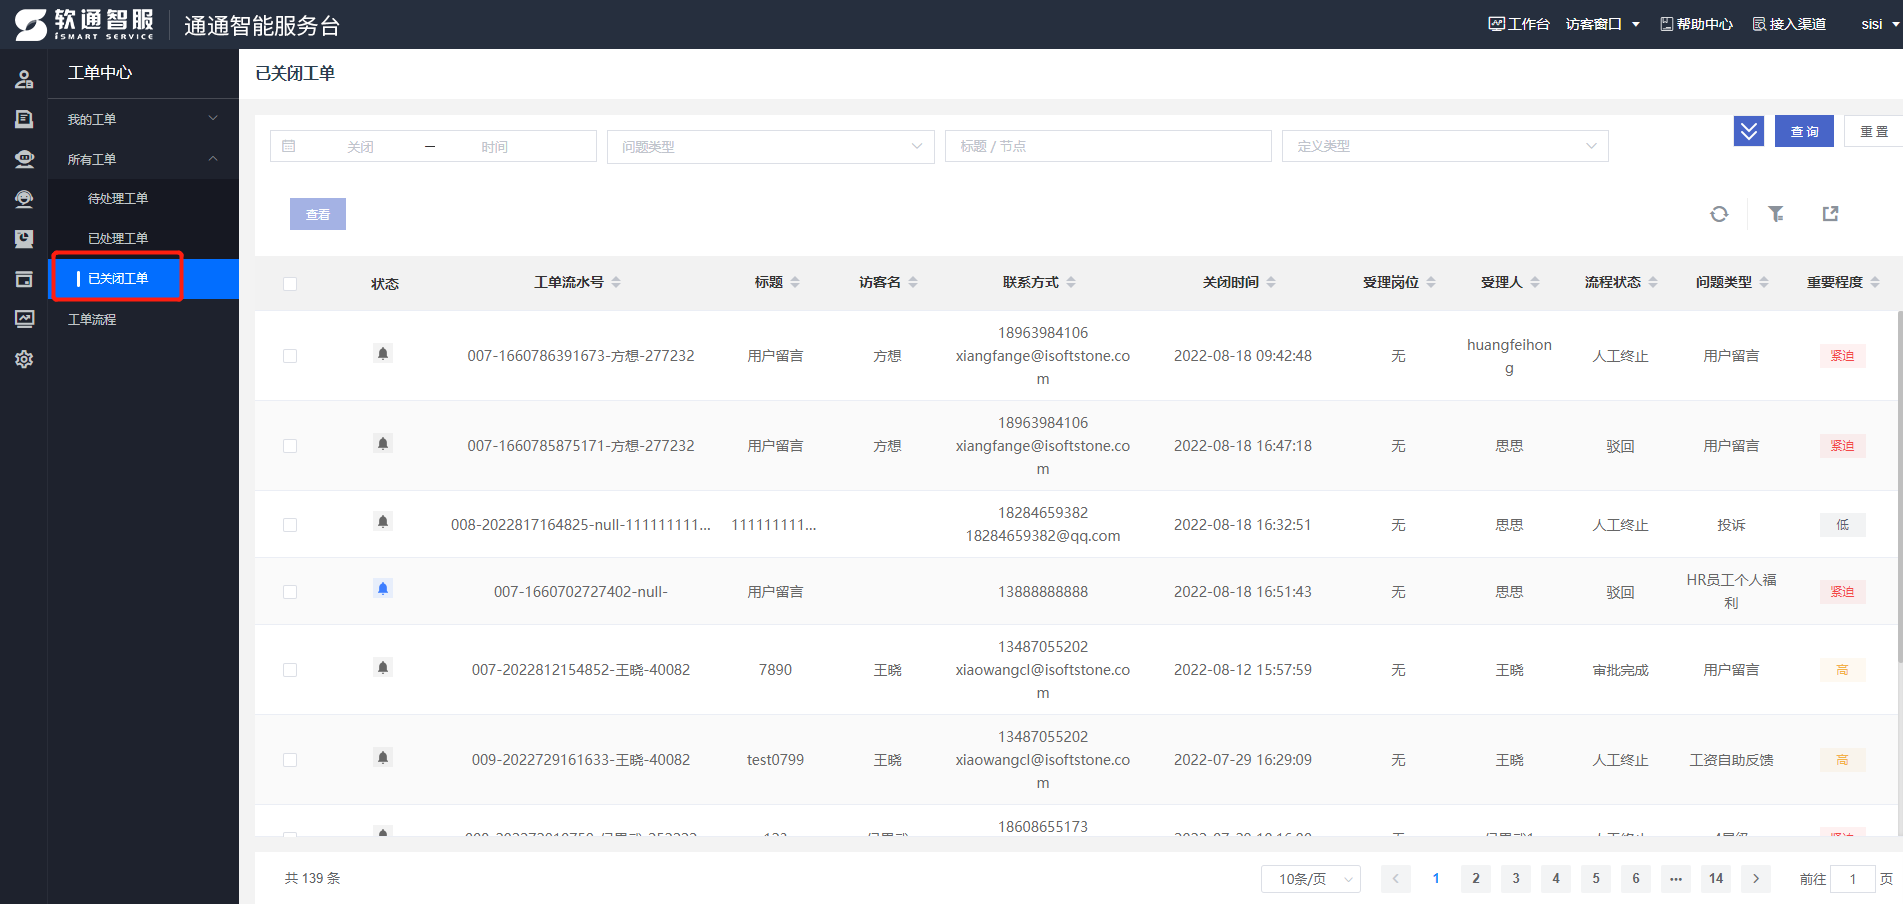 软通智服
iSMART SERVICE
通通智能服务台
工作台 访客窗口 帮助中心 接入渠道 sisi
工单中心
我的工单
所有工单
待处理工单
已处理工单
已关闭工单
工单流程
已关闭工单
关闭 — 时间 问题类型 标题 / 节点 定义类型 查询 重置
查看
状态 工单流水号 标题 访客名 联系方式 关闭时间 受理岗位 受理人 流程状态 问题类型 重要程度
18963984106
007-1660786391673-方想-277232 用户留言 方想 xiangfange@isoftstone.co 2022-08-18 09:42:48 无 huangfeihon 人工终止 用户留言 紧迫
m g
18963984106
007-1660785875171-方想-277232 用户留言 方想 xiangfange@isoftstone.co 2022-08-18 16:47:18 无 思思 驳回 用户留言 紧迫
m
18284659382
008-2022817164825-null-111111111... 111111111... 2022-08-18 16:32:51 无 思思 人工终止 投诉 低
18284659382@qq.com
007-1660702727402-null- 用户留言 13888888888 2022-08-18 16:51:43 无 思思 驳回 HR员工个人福 紧迫
利
13487055202
007-2022812154852-王晓-40082 7890 王晓 xiaowangcl@isoftstone.co 2022-08-12 15:57:59 无 王晓 审批完成 用户留言 高
m
13487055202
009-2022729161633-王晓-40082 test0799 王晓 xiaowangcl@isoftstone.co 2022-07-29 16:29:09 无 王晓 人工终止 工资自助反馈 高
m
18608655173
共 139 条 10条/页 1 2 3 4 5 6 ... 14 前往 1 页